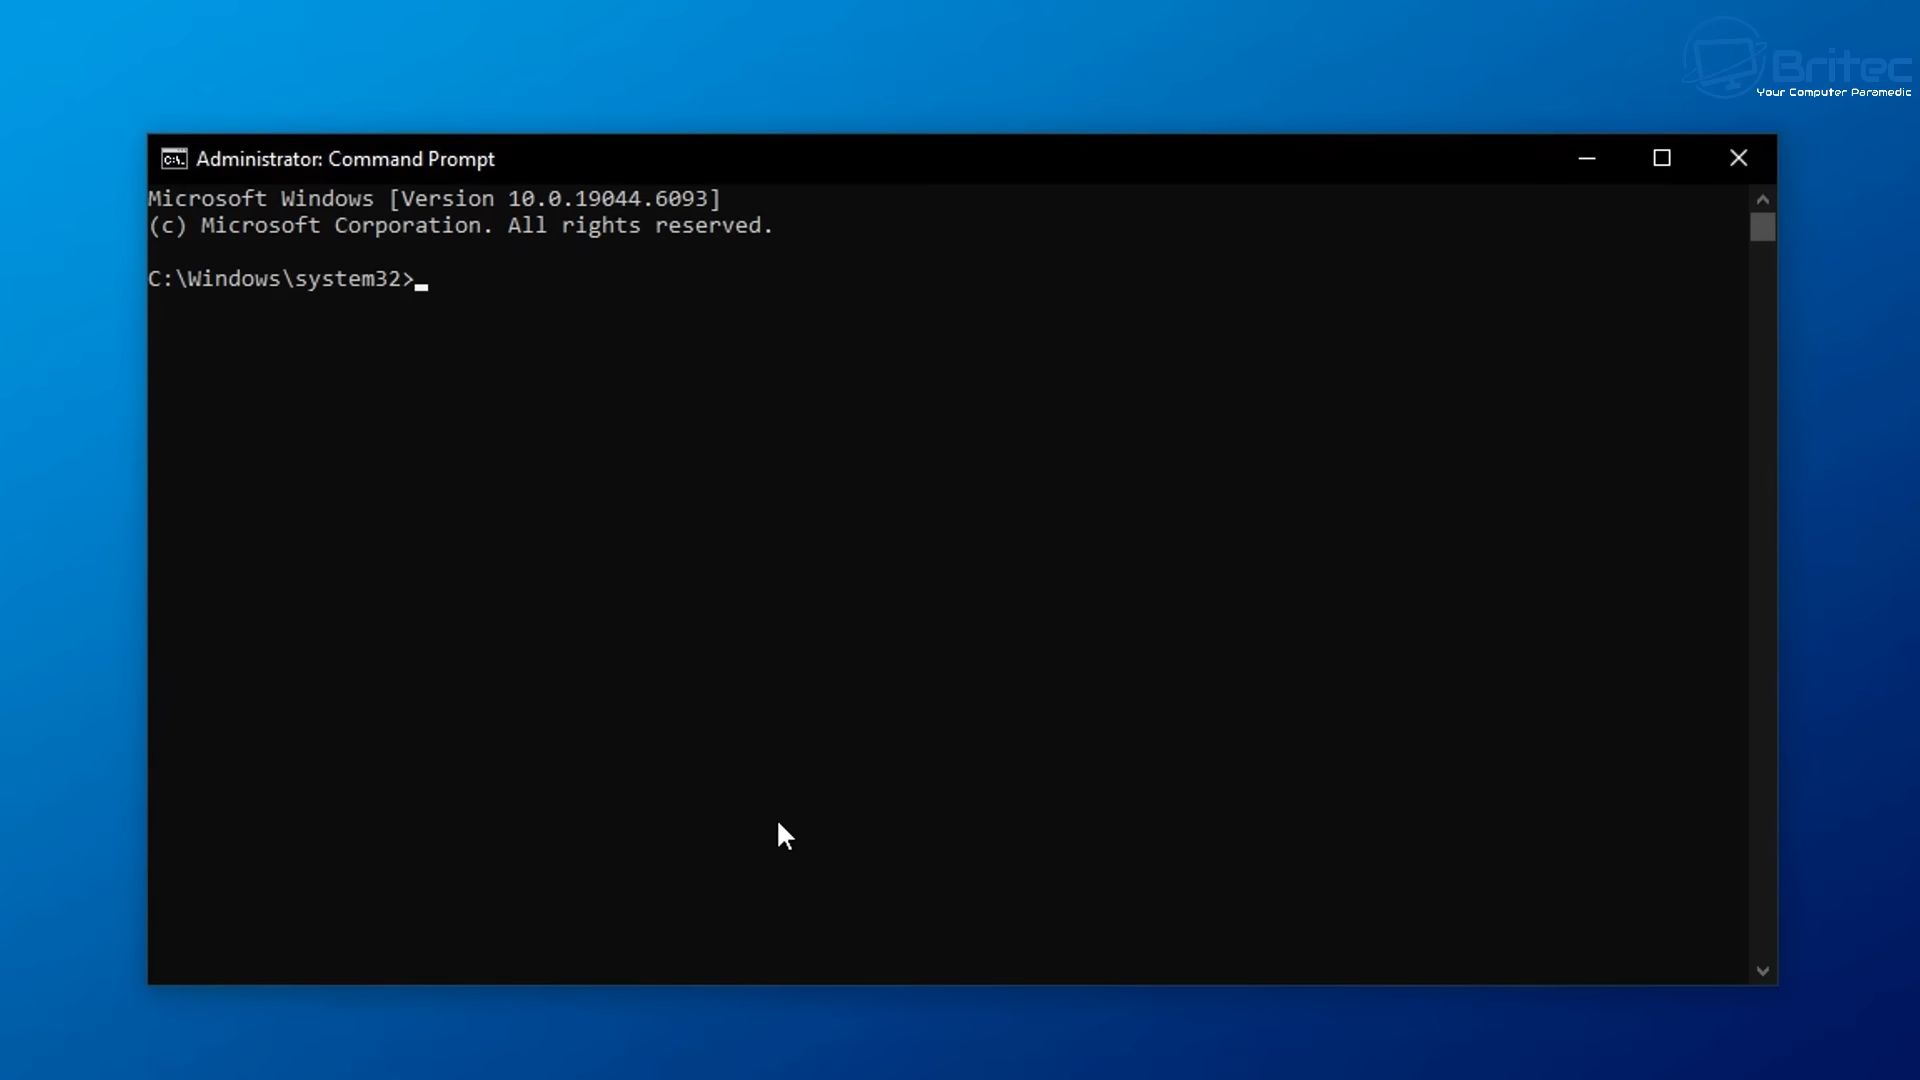 Britec
Your Computer Paramedic
C:\. Administrator: Command Prompt
Microsoft Windows [Version 10.0.19044.6093]
(c) Microsoft Corporation. All rights reserved.
C:\Windows\system32>